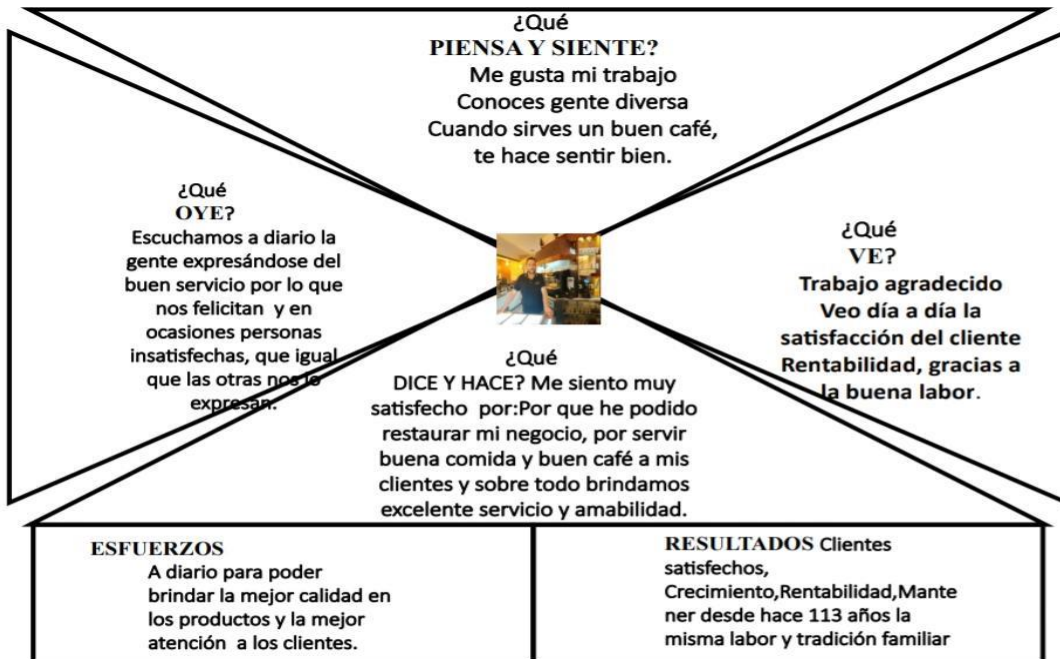 ¿Qué
PIENSA Y SIENTE?
Me gusta mi trabajo
Conoces gente diversa
Cuando sirves un buen café,
te hace sentir bien.
¿Qué
OYE?
Escuchamos a diario la
gente expresándose del
buen servicio por lo que
nos felicitan y en
ocasiones personas
insatisfechas, que igual
que las otras nos lo
expresan.
¿Qué
VE?
Trabajo agradecido
Veo día a día la
satisfacción del cliente
Rentabilidad, gracias a
la buena labor.
¿Qué
DICE Y HACE? Me siento muy
satisfecho por:Por que he podido
restaurar mi negocio, por servir
buena comida y buen café a mis
clientes y sobre todo brindamos
excelente servicio y amabilidad.
ESFUERZOS
A diario para poder
brindar la mejor calidad en
los productos y la mejor
atención a los clientes.
RESULTADOS Clientes
satisfechos,
Crecimiento,Rentabilidad,Mante
ner desde hace 113 años la
misma labor y tradición familiar